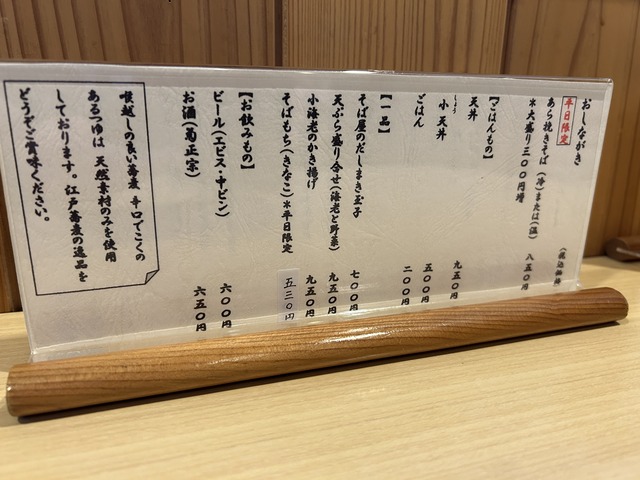 おしながき
平日限定
(税込価格)
あら挽きそば(冷)または(温) 八五〇円
*大盛り三〇〇円増
【ごはんもの】
天丼 九五〇円
小天丼 五〇〇円
しょう
ごはん 二〇〇円
【一品】
そば屋のだしまき玉子 七〇〇円
天ぷら盛り合せ(海老と野菜) 九五〇円
小海老のかき揚げ 九五〇円
そばもち(きなこ)*平日限定 五三〇円
【お飲みもの】
ビール(エビス・中ビン) 六〇〇円
お酒(菊正宗) 六五〇円
喉越しの良い蕎麦 辛口でこくの
あるつゆは 天然素材のみを使用
しております。江戸蕎麦の逸品を
どうぞご賞味ください。